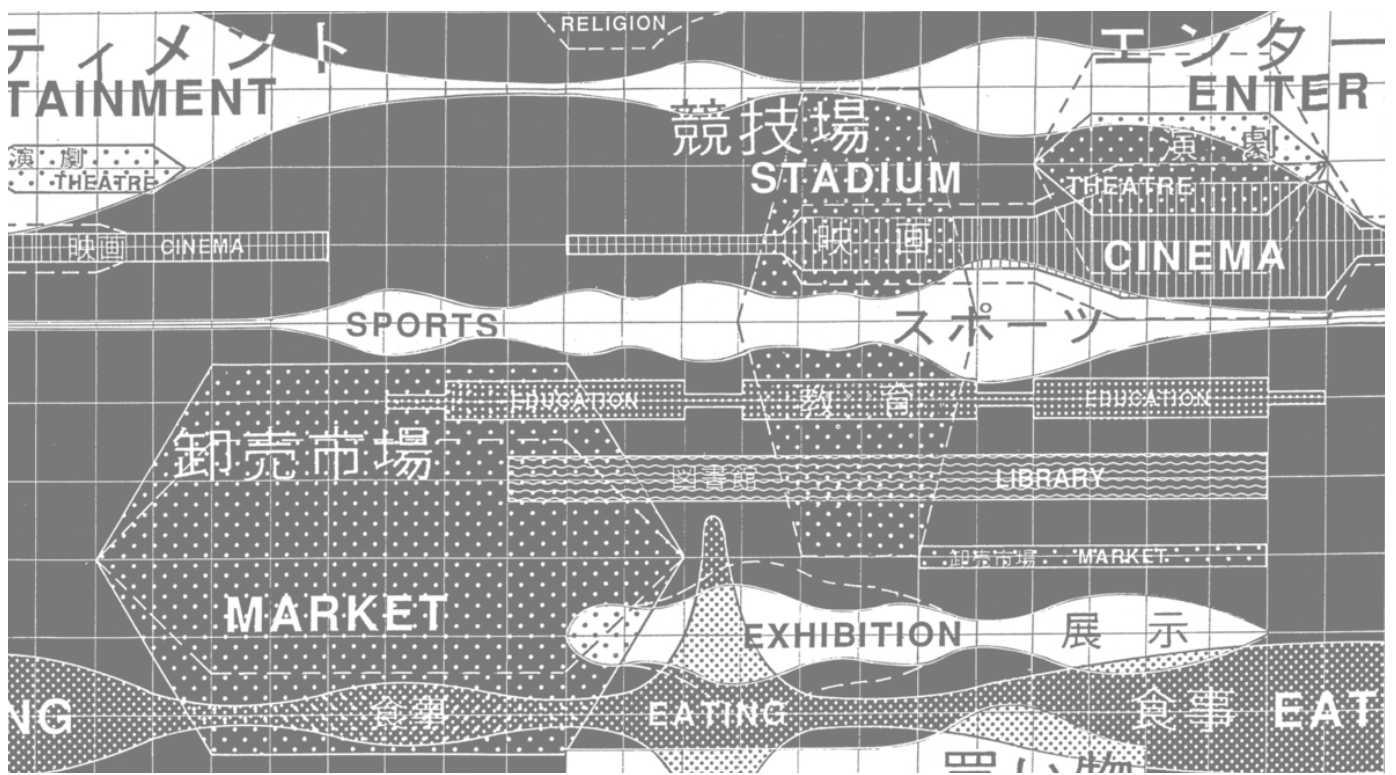 RELIGION
ティメント
TAINMENT
エンター
ENTER
競技場
STADIUM
演劇
THEATRE
演劇
THEATRE
映画 CINEMA
映画
CINEMA
SPORTS
スポーツ
EDUCATION
教育
EDUCATION
卸売市場
MARKET
図書館
LIBRARY
卸売市場 MARKET
EXHIBITION
展示
NG
食事
EATING
食事
EAT
買い物